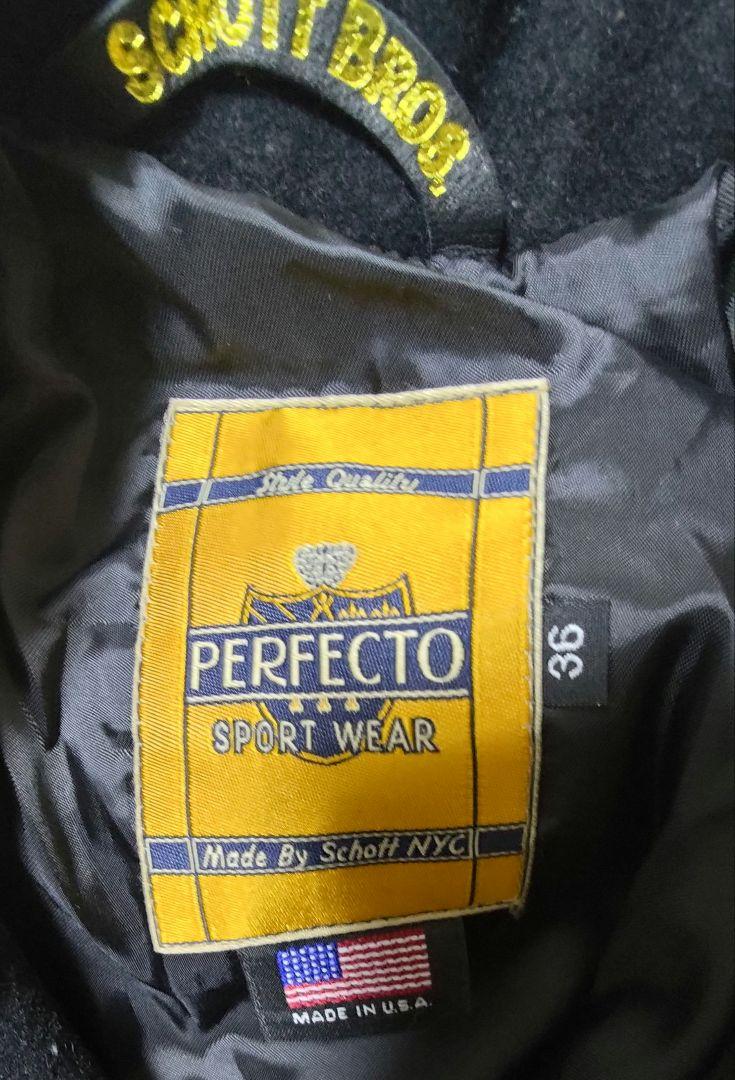 SCHOTT BROS.
Style Quality
PERFECTO
SPORT WEAR
36
Made By Schott NYC
MADE IN U.S.A.